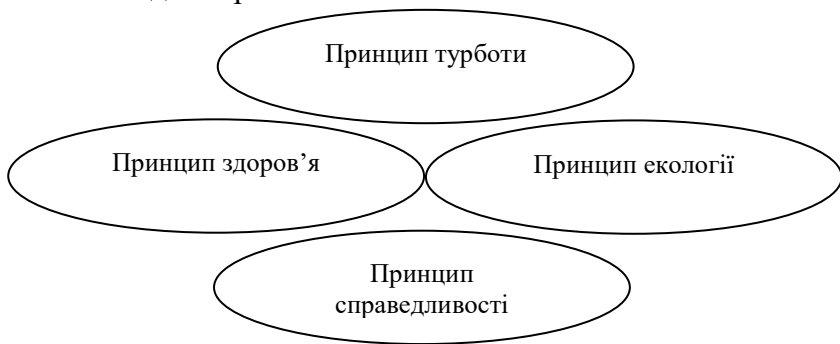 Принцип турботи
Принцип здоров’я
Принцип екології
Принцип
справедливості